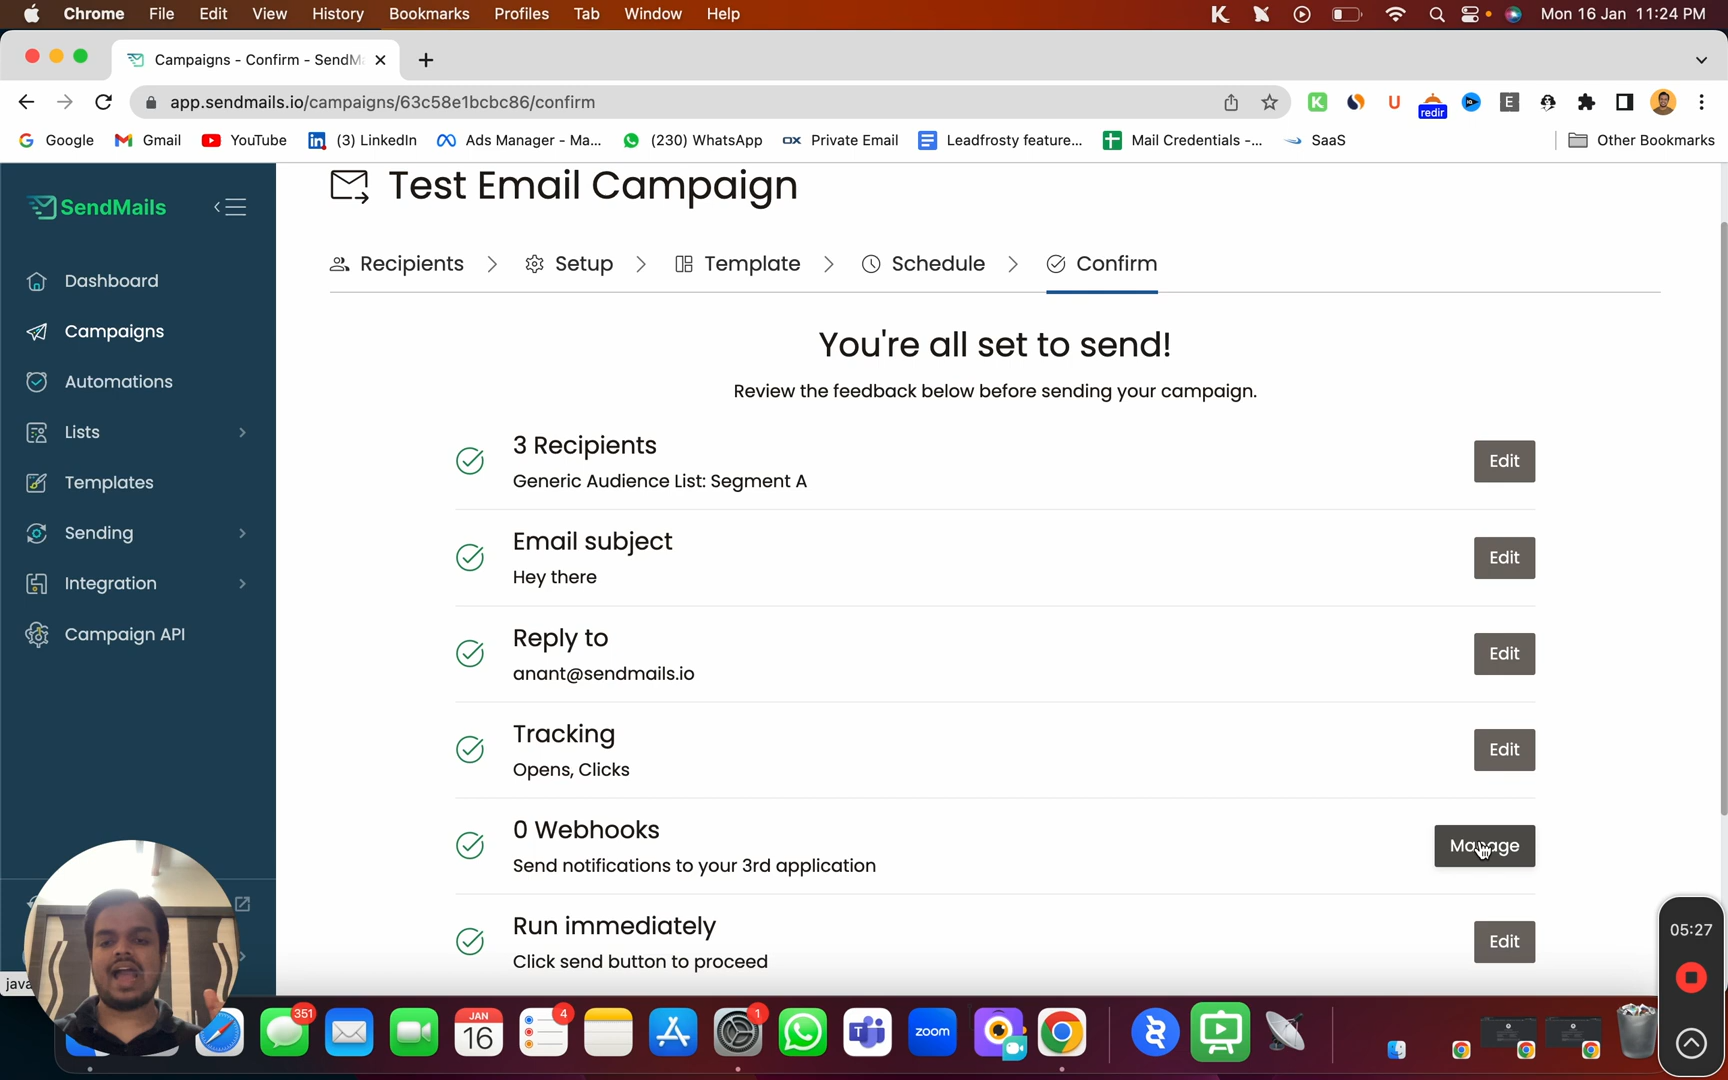 Chrome File Edit View History Bookmarks Profiles Tab Window Help Mon 16 Jan 11:24 PM
Campaigns - Confirm - SendM
app.sendmails.io/campaigns/63c58e1bcbc86/confirm
redir
Google Gmail YouTube (3) LinkedIn Ads Manager - Ma... (230) WhatsApp OX Private Email Leadfrosty feature... Mail Credentials -... SaaS Other Bookmarks
SendMails
Dashboard
Campaigns
Automations
Lists
Templates
Sending
Integration
Campaign API
Test Email Campaign
Recipients Setup Template Schedule Confirm
You're all set to send!
Review the feedback below before sending your campaign.
3 Recipients
Generic Audience List: Segment A
Edit
Email subject
Hey there
Edit
Reply to
anant@sendmails.io
Edit
Tracking
Opens, Clicks
Edit
0 Webhooks
Send notifications to your 3rd application
Manage
Run immediately
Click send button to proceed
Edit
05:27
java
351
JAN
16
4
1
zoom